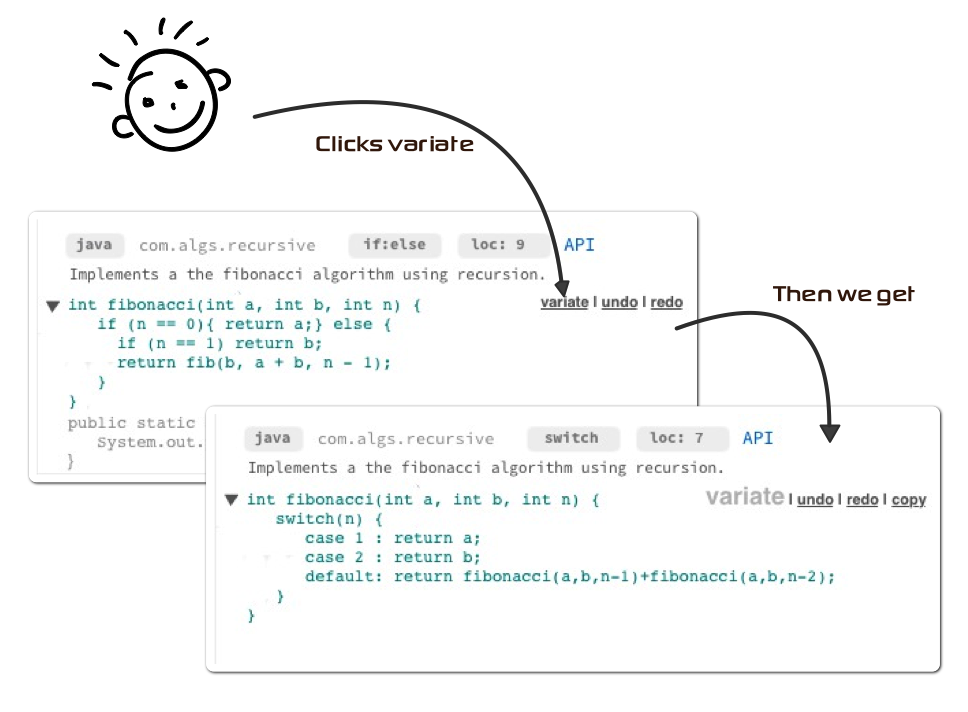 Clicks variate
java com.algs.recursive if:else loc: 9 API
Implements a the fibonacci algorithm using recursion.
variate | undo | redo
int fibonacci(int a, int b, int n) {
if (n == 0){ return a;} else {
if (n == 1) return b;
return fib(b, a + b, n - 1);
}
}
public static
System.out.
}
Then we get
java com.algs.recursive switch loc: 7 API
Implements a the fibonacci algorithm using recursion.
variate | undo | redo | copy
int fibonacci(int a, int b, int n) {
switch(n) {
case 1 : return a;
case 2 : return b;
default: return fibonacci(a,b,n-1)+fibonacci(a,b,n-2);
}
}